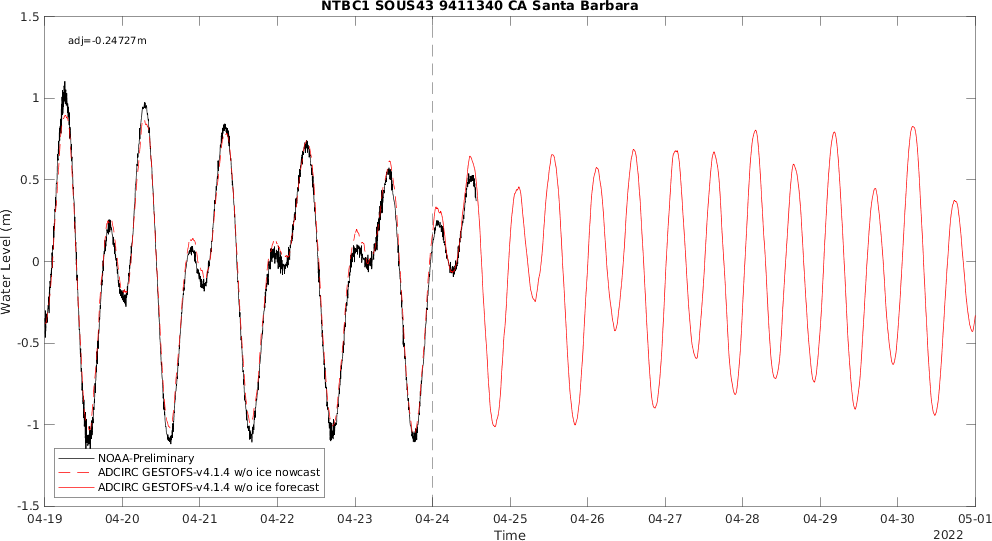 NTBC1 SOUS43 9411340 CA Santa Barbara
1.5
adj=-0.24727m
1
0.5
0
-0.5
-1
-1.5
Water Level (m)
NOAA-Preliminary
ADCIRC GESTOFS-v4.1.4 w/o ice nowcast
ADCIRC GESTOFS-v4.1.4 w/o ice forecast
04-19 04-20 04-21 04-22 04-23 04-24 04-25 04-26 04-27 04-28 04-29 04-30 05-01
Time
2022